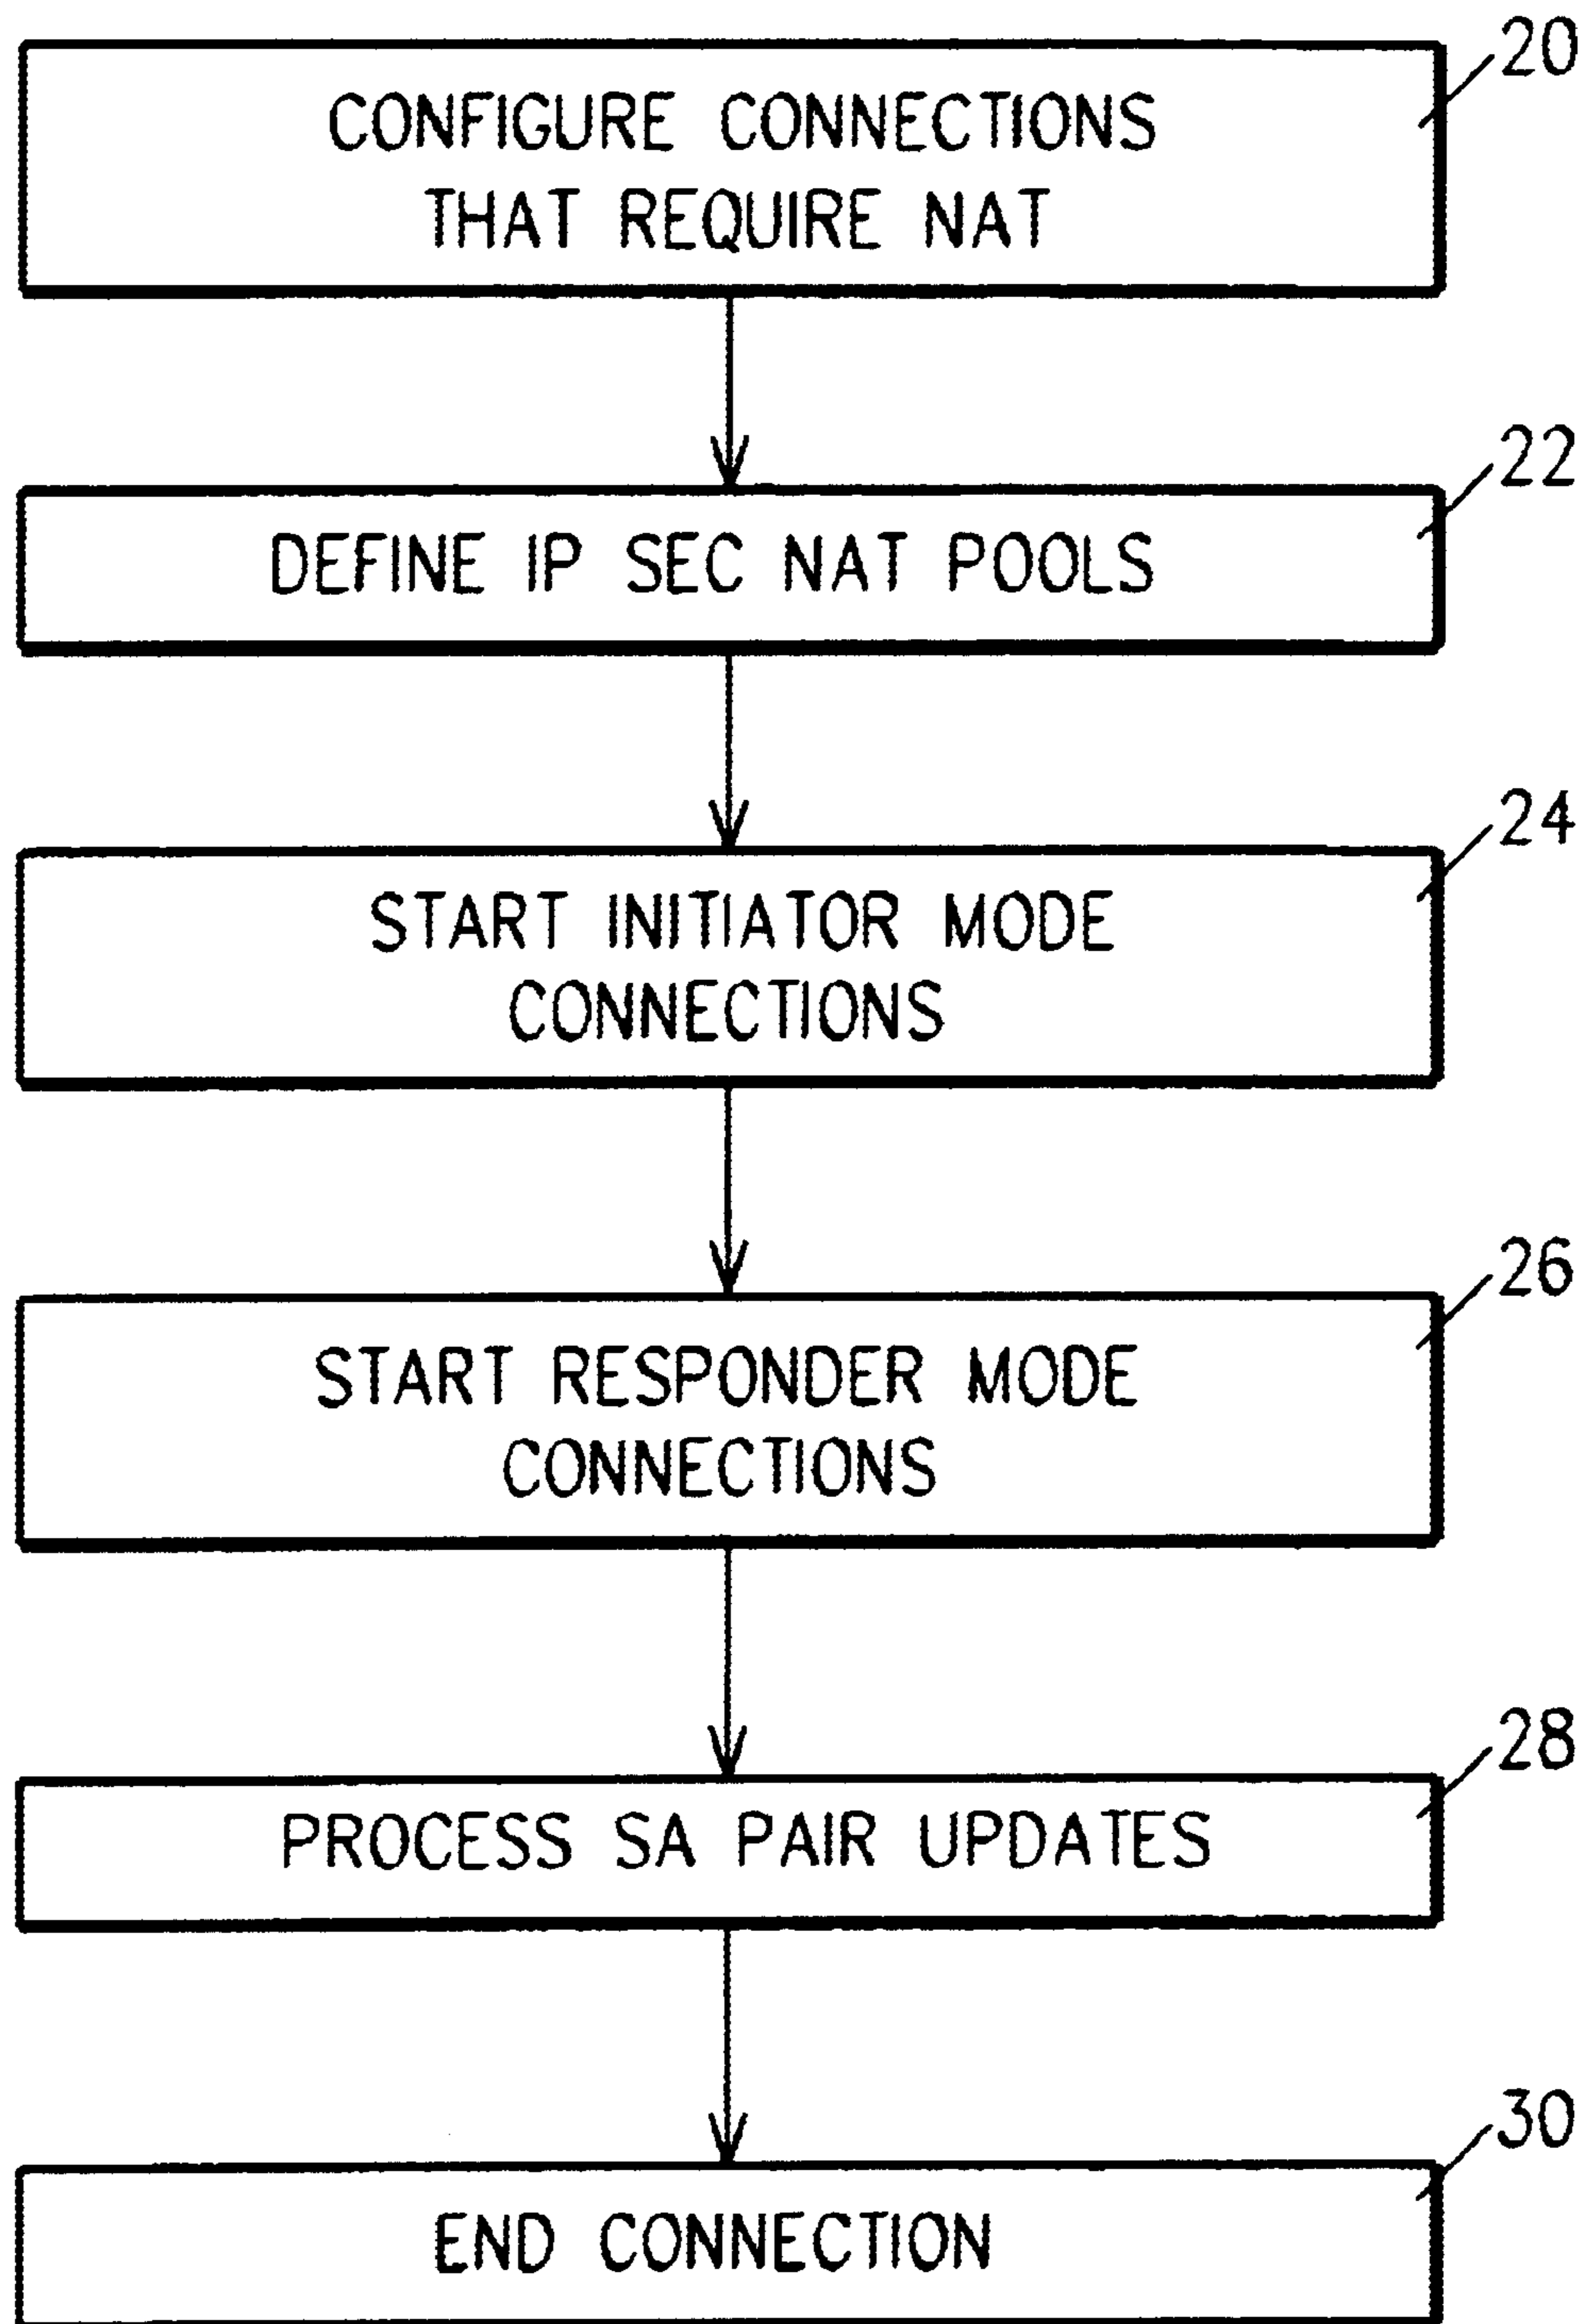 20
CONFIGURE CONNECTIONS
THAT REQUIRE NAT
22
DEFINE IP SEC NAT POOLS
24
START INITIATOR MODE
CONNECTIONS
26
START RESPONDER MODE
CONNECTIONS
28
PROCESS SA PAIR UPDATES
30
END CONNECTION